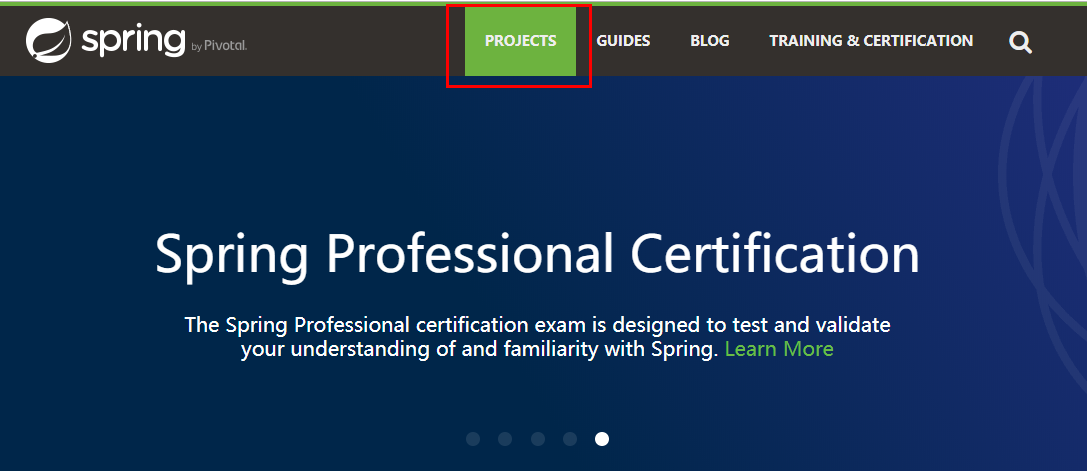 spring by Pivotal.
PROJECTS GUIDES BLOG TRAINING & CERTIFICATION
Spring Professional Certification
The Spring Professional certification exam is designed to test and validate
your understanding of and familiarity with Spring. Learn More